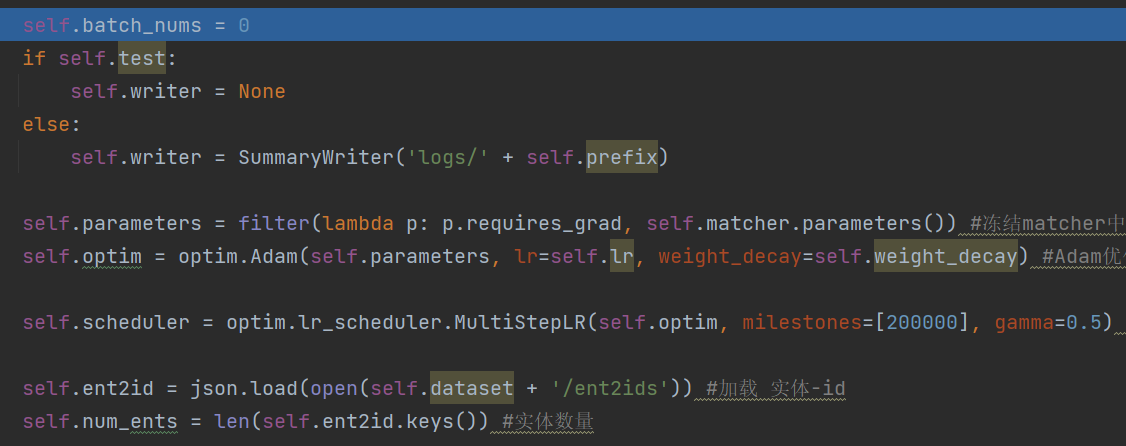 self.batch_nums = 0
if self.test:
self.writer = None
else:
self.writer = SummaryWriter('logs/' + self.prefix)
self.parameters = filter(lambda p: p.requires_grad, self.matcher.parameters()) #冻结matcher中
self.optim = optim.Adam(self.parameters, lr=self.lr, weight_decay=self.weight_decay) #Adam优
self.scheduler = optim.lr_scheduler.MultiStepLR(self.optim, milestones=[200000], gamma=0.5)
self.ent2id = json.load(open(self.dataset + '/ent2ids')) #加载 实体-id
self.num_ents = len(self.ent2id.keys()) #实体数量